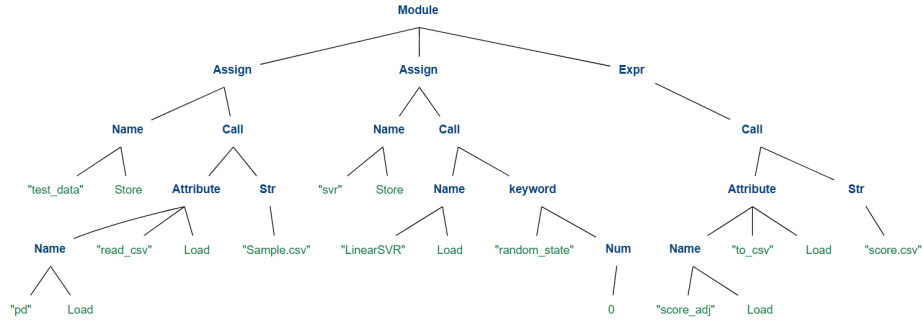 Module
Assign Assign Expr
Name Call Name Call Call
"test_data" Store Attribute Str "svr" Store Name keyword Attribute Str
Name "read_csv" Load "Sample.csv" "LinearSVR" Load "random_state" Num Name "to_csv" Load "score.csv"
"pd" Load 0 "score_adj" Load